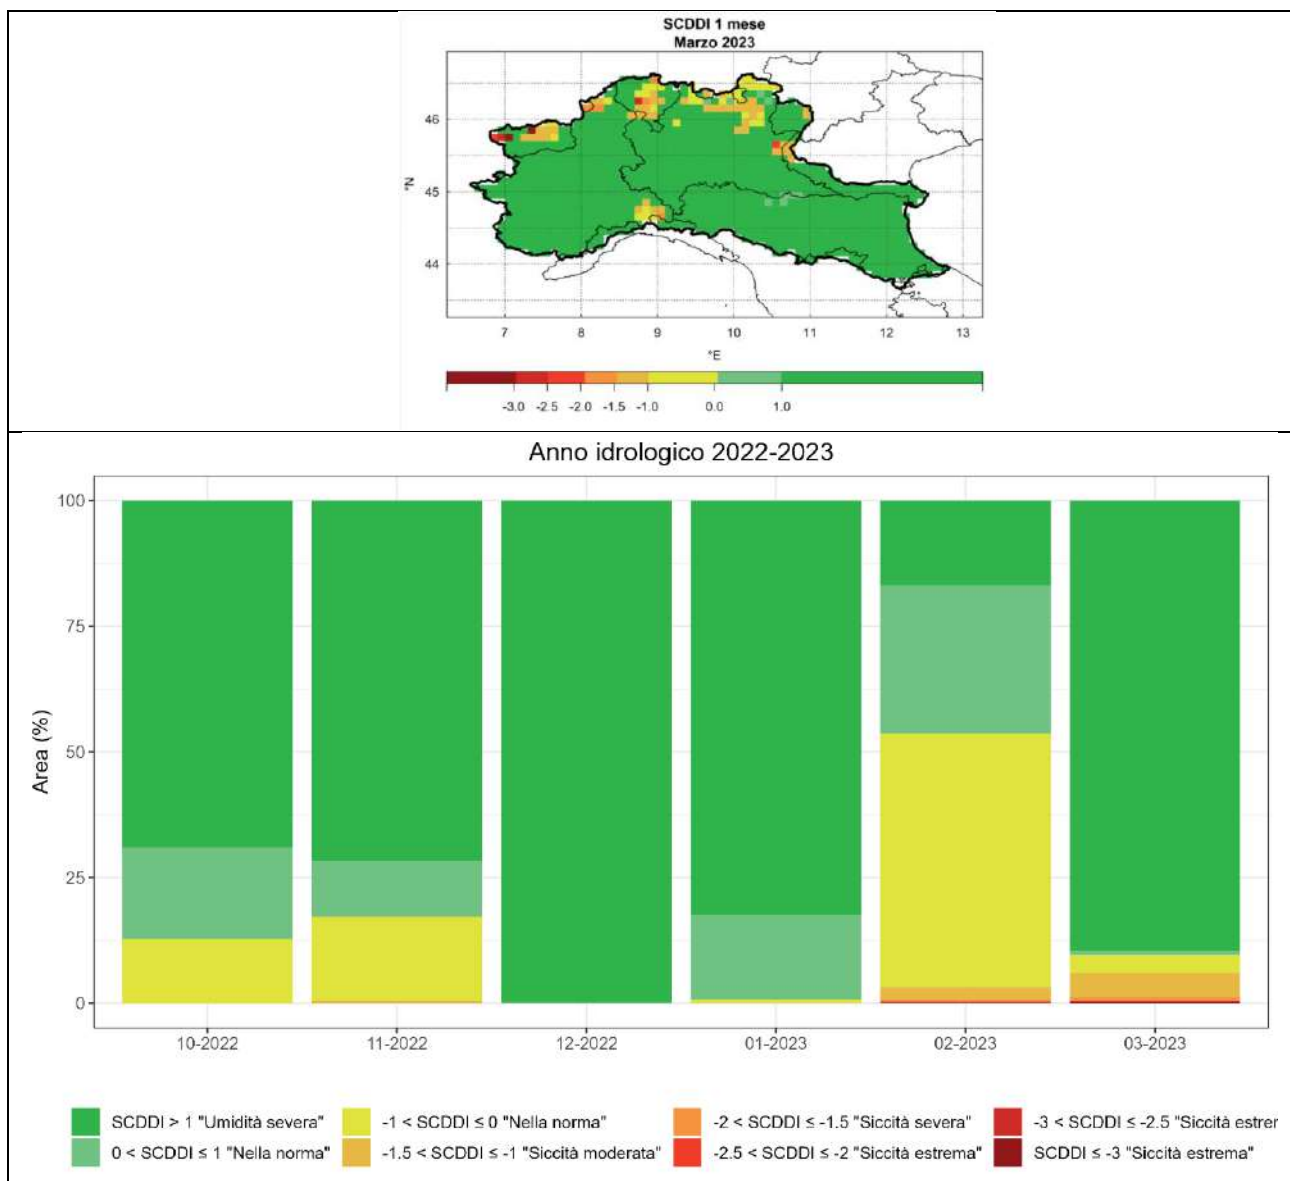 SCDDI 1 mese
Marzo 2023
46
45
44
°N
7 8 9 10 11 12 13
°E
-3.0 -2.5 -2.0 -1.5 -1.0 0.0 1.0
Anno idrologico 2022-2023
100
75
50
25
0
Area (%)
10-2022 11-2022 12-2022 01-2023 02-2023 03-2023
SCDDI > 1 "Umidità severa" -1 < SCDDI ≤ 0 "Nella norma" -2 < SCDDI ≤ -1.5 "Siccità severa" -3 < SCDDI ≤ -2.5 "Siccità estrer
0 < SCDDI ≤ 1 "Nella norma" -1.5 < SCDDI ≤ -1 "Siccità moderata" -2.5 < SCDDI ≤ -2 "Siccità estrema" SCDDI ≤ -3 "Siccità estrema"